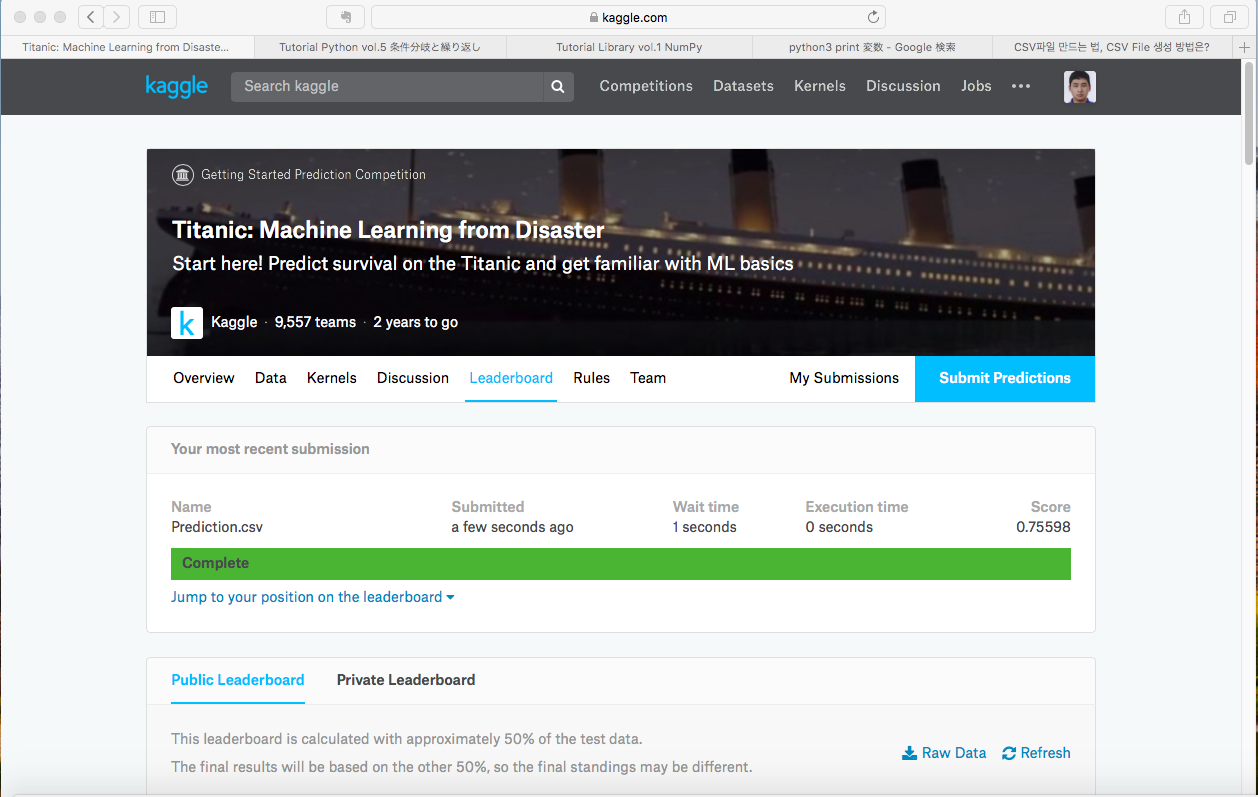 kaggle.com
Titanic: Machine Learning from Disaste...
Tutorial Python vol.5 条件分岐と繰り返し
Tutorial Library vol.1 NumPy
python3 print 変数 - Google 検索
CSV파일 만드는 법, CSV File 생성 방법은?
kaggle
Search kaggle
Competitions
Datasets
Kernels
Discussion
Jobs
Getting Started Prediction Competition
Titanic: Machine Learning from Disaster
Start here! Predict survival on the Titanic and get familiar with ML basics
k
Kaggle · 9,557 teams · 2 years to go
Overview
Data
Kernels
Discussion
Leaderboard
Rules
Team
My Submissions
Submit Predictions
Your most recent submission
Name
Submitted
Wait time
Execution time
Score
Prediction.csv
a few seconds ago
1 seconds
0 seconds
0.75598
Complete
Jump to your position on the leaderboard
Public Leaderboard
Private Leaderboard
This leaderboard is calculated with approximately 50% of the test data.
The final results will be based on the other 50%, so the final standings may be different.
Raw Data
Refresh